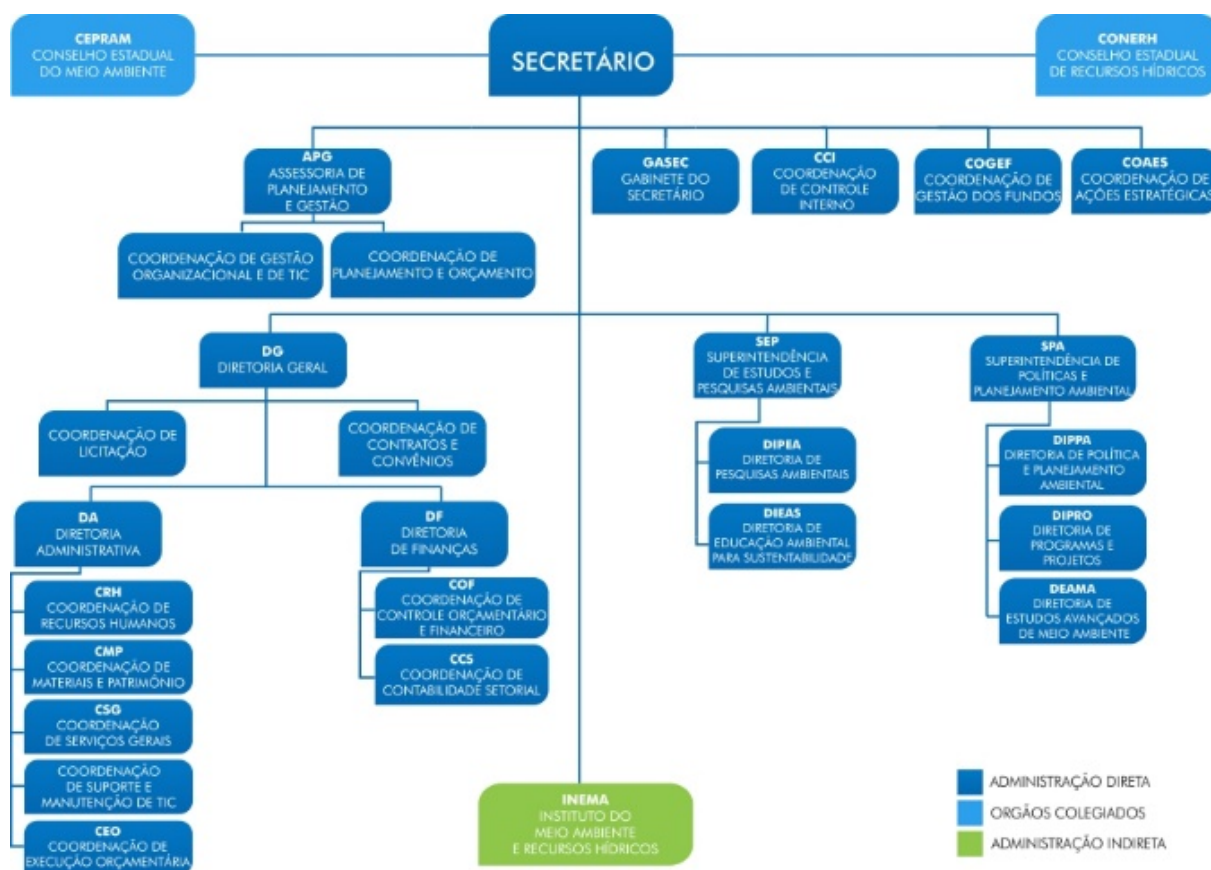 CEPRAM
CONSELHO ESTADUAL
DO MEIO AMBIENTE
SECRETÁRIO
CONERH
CONSELHO ESTADUAL
DE RECURSOS HÍDRICOS
APG
ASSESSORIA DE
PLANEJAMENTO
E GESTÃO
GASEC
GABINETE DO
SECRETÁRIO
CCI
COORDENAÇÃO
DE CONTROLE
INTERNO
COGEF
COORDENAÇÃO DE
GESTÃO DOS FUNDOS
COAES
COORDENAÇÃO DE
AÇÕES ESTRATÉGICAS
COORDENAÇÃO DE GESTÃO
ORGANIZACIONAL E DE TIC
COORDENAÇÃO DE
PLANEJAMENTO E ORÇAMENTO
DG
DIRETORIA GERAL
SEP
SUPERINTENDÊNCIA
DE ESTUDOS E
PESQUISAS AMBIENTAIS
SPA
SUPERINTENDÊNCIA DE
POLÍTICAS E
PLANEJAMENTO AMBIENTAL
COORDENAÇÃO DE
LICITAÇÃO
COORDENAÇÃO
DE CONTRATOS E
CONVÊNIOS
DIPEA
DIRETORIA DE
PESQUISAS AMBIENTAIS
DIPPA
DIRETORIA DE POLÍTICA
E PLANEJAMENTO
AMBIENTAL
DA
DIRETORIA
ADMINISTRATIVA
DF
DIRETORIA
DE FINANÇAS
DIEAS
DIRETORIA DE
EDUCAÇÃO AMBIENTAL
PARA SUSTENTABILIDADE
DIPRO
DIRETORIA DE
PROGRAMAS E
PROJETOS
CRH
COORDENAÇÃO DE
RECURSOS HUMANOS
COF
COORDENAÇÃO DE
CONTROLE ORÇAMENTÁRIO
E FINANCEIRO
DEAMA
DIRETORIA DE
ESTUDOS AVANÇADOS
DE MEIO AMBIENTE
CMP
COORDENAÇÃO DE
MATERIAIS E PATRIMÔNIO
CCS
COORDENAÇÃO DE
CONTABILIDADE SETORIAL
CSG
COORDENAÇÃO
DE SERVIÇOS GERAIS
COORDENAÇÃO
DE SUPORTE E
MANUTENÇÃO DE TIC
CEO
COORDENAÇÃO DE
EXECUÇÃO ORÇAMENTÁRIA
INEMA
INSTITUTO DO
MEIO AMBIENTE
E RECURSOS HÍDRICOS
ADMINISTRAÇÃO DIRETA
ORGÃOS COLEGIADOS
ADMINISTRAÇÃO INDIRETA